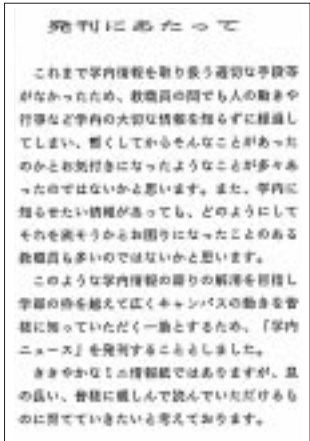 発刊にあたって
これまで学内情報を取り扱う適切な手段等
がなかったため、教職員の間でも人の動きや
行事など学内の大切な情報を知らずに経過し
てしまい、暫くしてからそんなことがあった
のかとお気付きになったようなことが多々あ
ったのではないかと思います。また、学内に
知らせたい情報があっても、どのようにして
それを流そうかとお困りになったことのある
教職員も多いのではないかと思います。
このような学内情報の滞りの解消を目指し
学部の枠を越えて広くキャンパスの動きを皆
様に知っていただく一助とするため、「学内
ニュース」を発刊することとしました。
ささやかなミニ情報紙ではありますが、息
の長い、皆様に親しんで読んでいただけるも
のに育てていきたいと考えております。